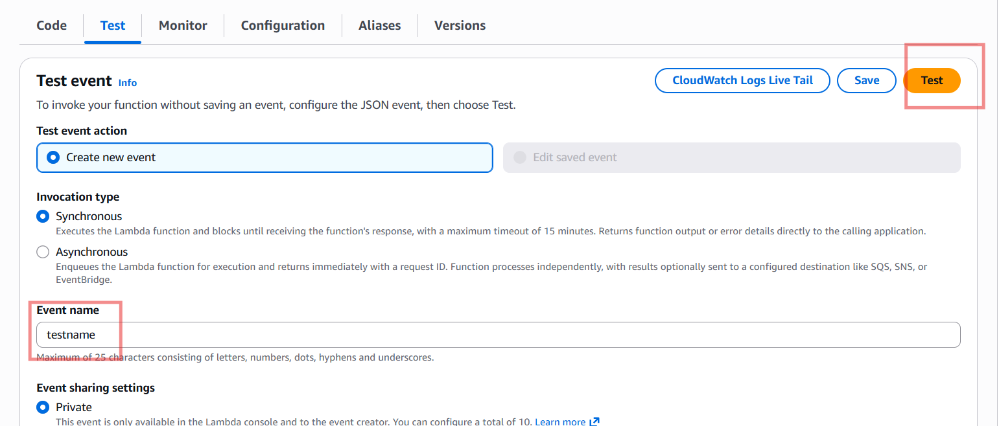 Code Test Monitor Configuration Aliases Versions
Test event Info CloudWatch Logs Live Tail Save Test
To invoke your function without saving an event, configure the JSON event, then choose Test.
Test event action
Create new event Edit saved event
Invocation type
Synchronous
Executes the Lambda function and blocks until receiving the function's response, with a maximum timeout of 15 minutes. Returns function output or error details directly to the calling application.
Asynchronous
Enqueues the Lambda function for execution and returns immediately with a request ID. Function processes independently, with results optionally sent to a configured destination like SQS, SNS, or
EventBridge.
Event name
testname
Maximum of 25 characters consisting of letters, numbers, dots, hyphens and underscores.
Event sharing settings
Private
This event is only available in the Lambda console and to the event creator. You can configure a total of 10. Learn more